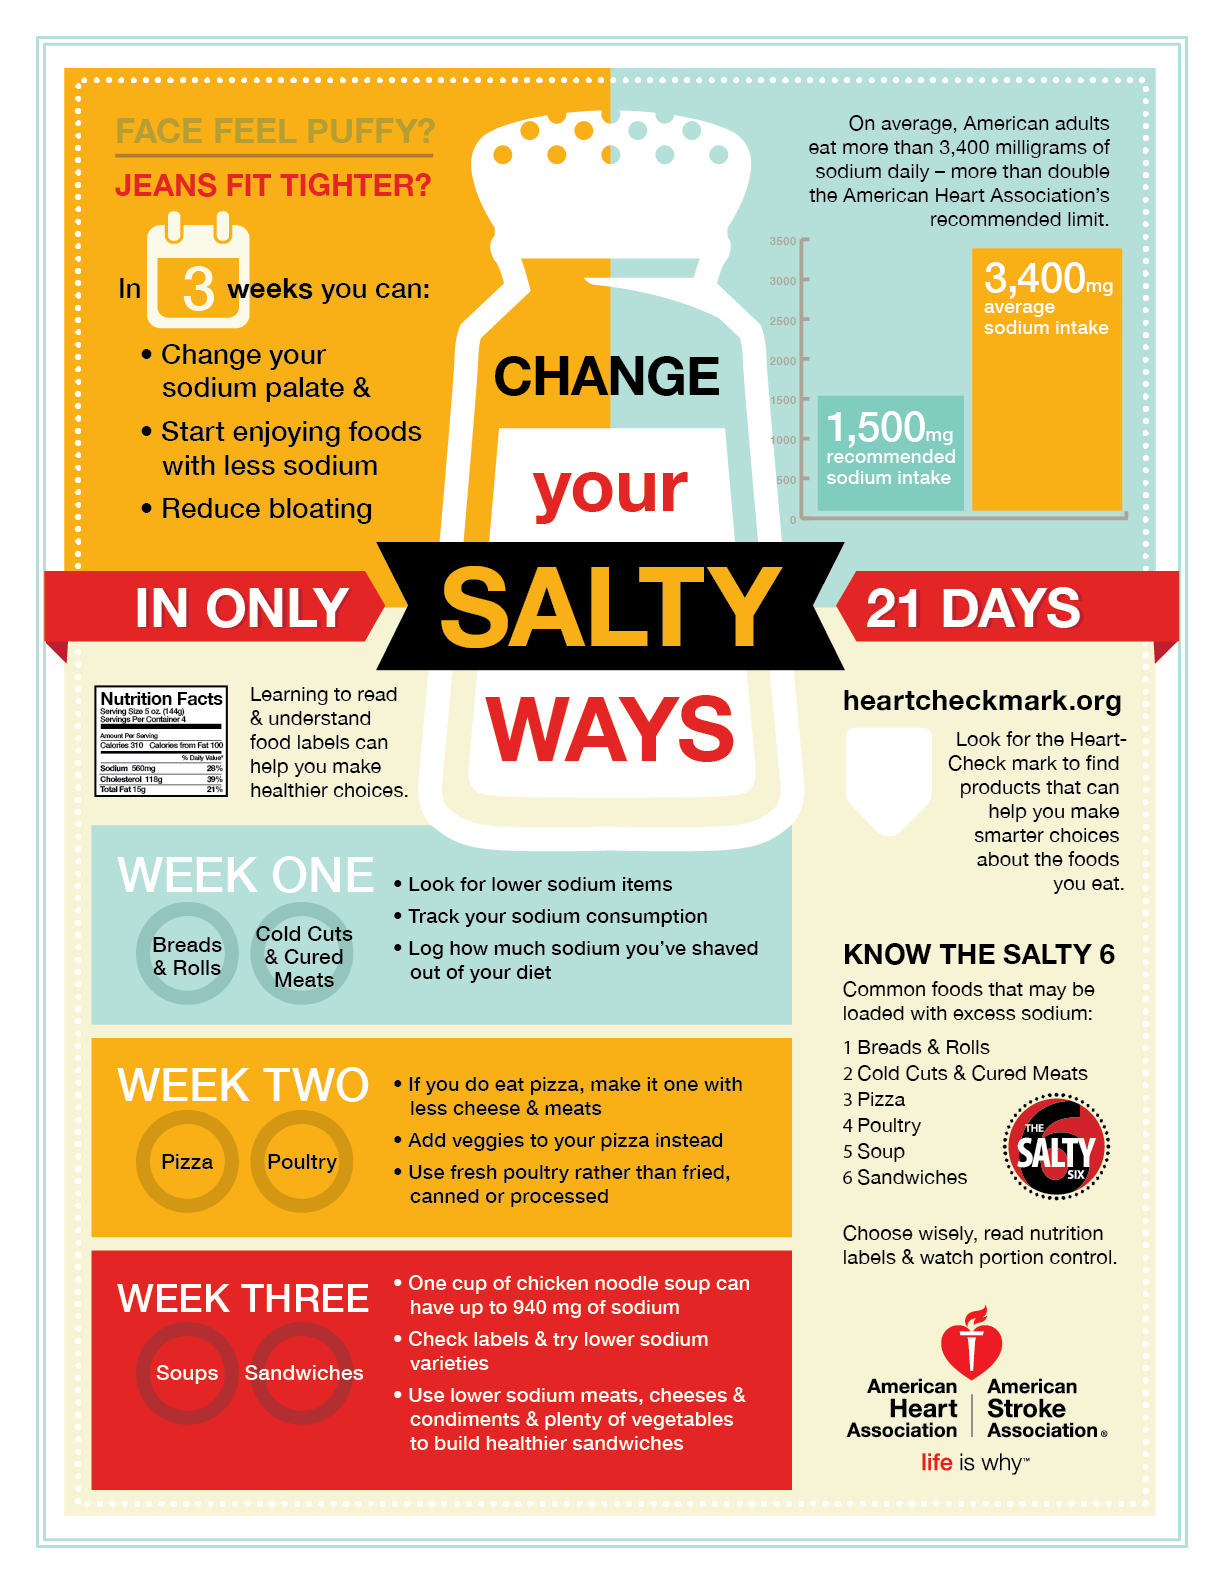 FACE FEEL PUFFY?
JEANS FIT TIGHTER?
In 3 weeks you can:
• Change your
sodium palate &
• Start enjoying foods
with less sodium
• Reduce bloating
On average, American adults
eat more than 3,400 milligrams of
sodium daily – more than double
the American Heart Association's
recommended limit.
3500
3000
2500
2000
1500
1000
500
0
3,400mg
average
sodium intake
1,500mg
recommended
sodium intake
CHANGE
your
SALTY
WAYS
IN ONLY
21 DAYS
Nutrition Facts
Serving Size 5 oz. (144g)
Servings Per Container 4
Amount Per Serving
Calories 310 Calories from Fat 100
% Daily Value*
Sodium 560mg 28%
Cholesterol 118g 39%
Total Fat 15g 21%
Learning to read
& understand
food labels can
help you make
healthier choices.
heartcheckmark.org
Look for the Heart-
Check mark to find
products that can
help you make
smarter choices
about the foods
you eat.
WEEK ONE
Breads
& Rolls
Cold Cuts
& Cured
Meats
• Look for lower sodium items
• Track your sodium consumption
• Log how much sodium you've shaved
out of your diet
WEEK TWO
Pizza
Poultry
• If you do eat pizza, make it one with
less cheese & meats
• Add veggies to your pizza instead
• Use fresh poultry rather than fried,
canned or processed
WEEK THREE
Soups
Sandwiches
• One cup of chicken noodle soup can
have up to 940 mg of sodium
• Check labels & try lower sodium
varieties
• Use lower sodium meats, cheeses &
condiments & plenty of vegetables
to build healthier sandwiches
KNOW THE SALTY 6
Common foods that may be
loaded with excess sodium:
1 Breads & Rolls
2 Cold Cuts & Cured Meats
3 Pizza
4 Poultry
5 Soup
6 Sandwiches
THE
SALTY
SIX
Choose wisely, read nutrition
labels & watch portion control.
American
Heart
Association
American
Stroke
Association®
life is why™